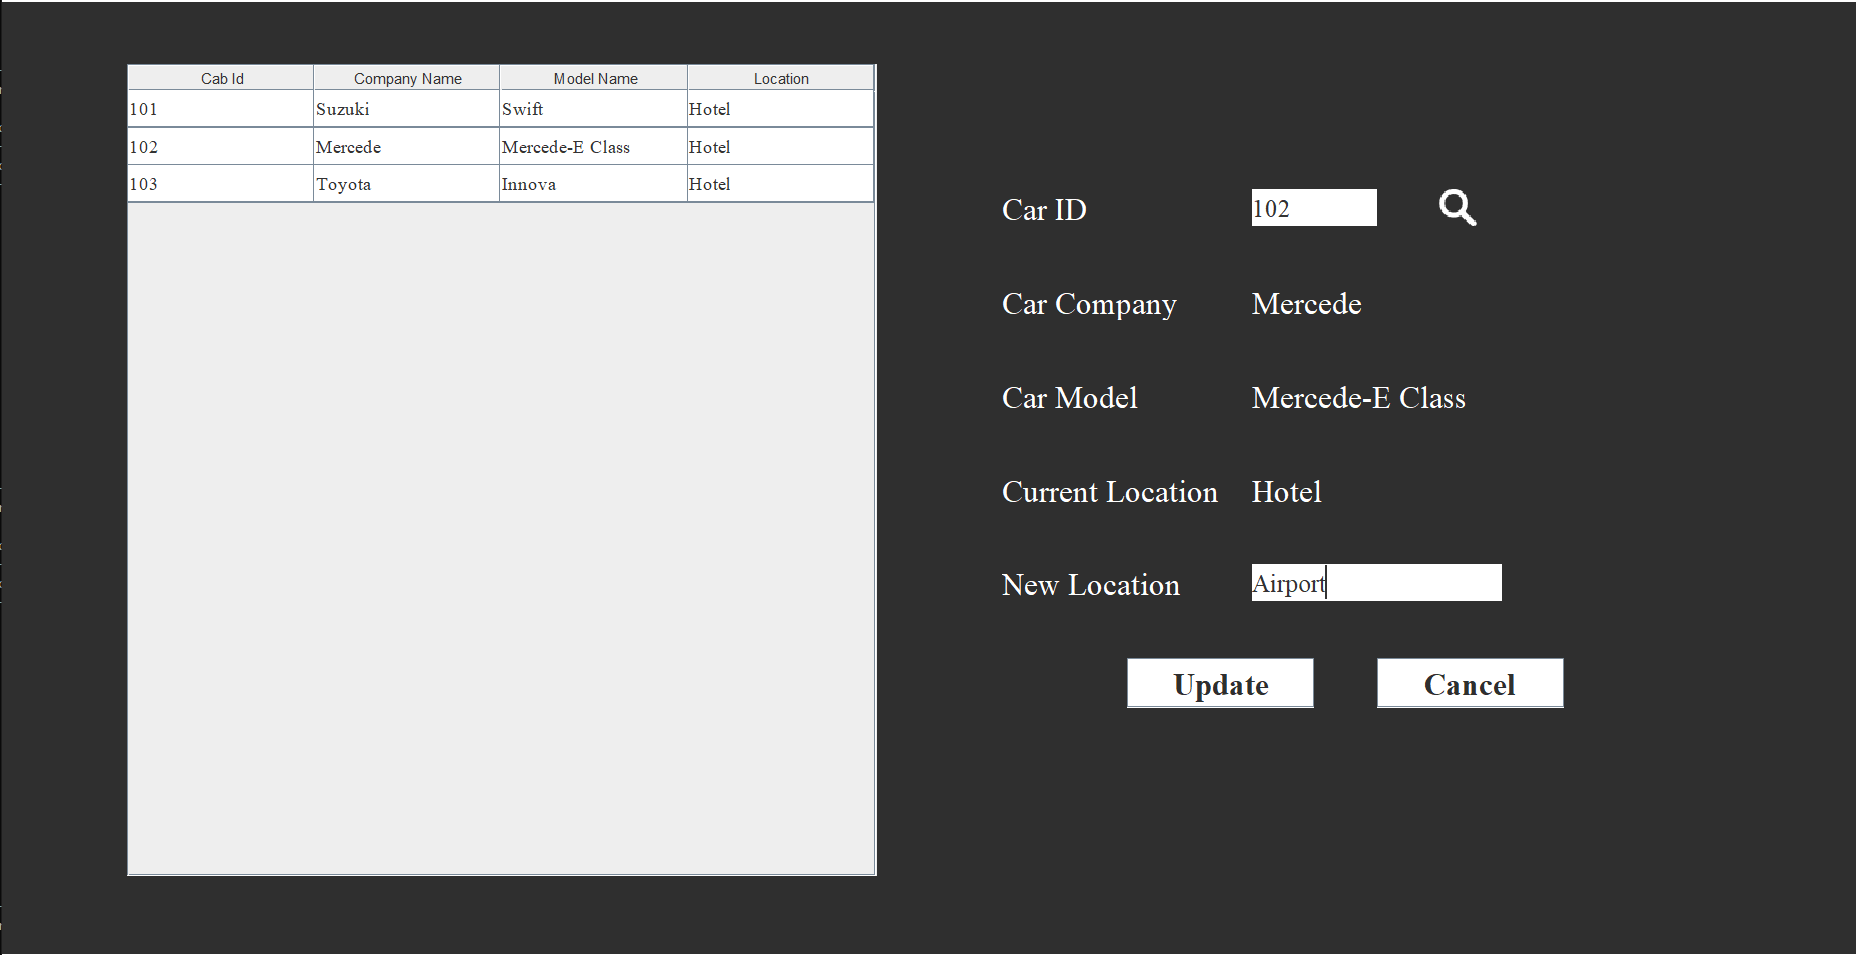 Cab Id Company Name Model Name Location
101 Suzuki Swift Hotel
102 Mercede Mercede-E Class Hotel
103 Toyota Innova Hotel
Car ID 102
Car Company Mercede
Car Model Mercede-E Class
Current Location Hotel
New Location Airport
Update Cancel